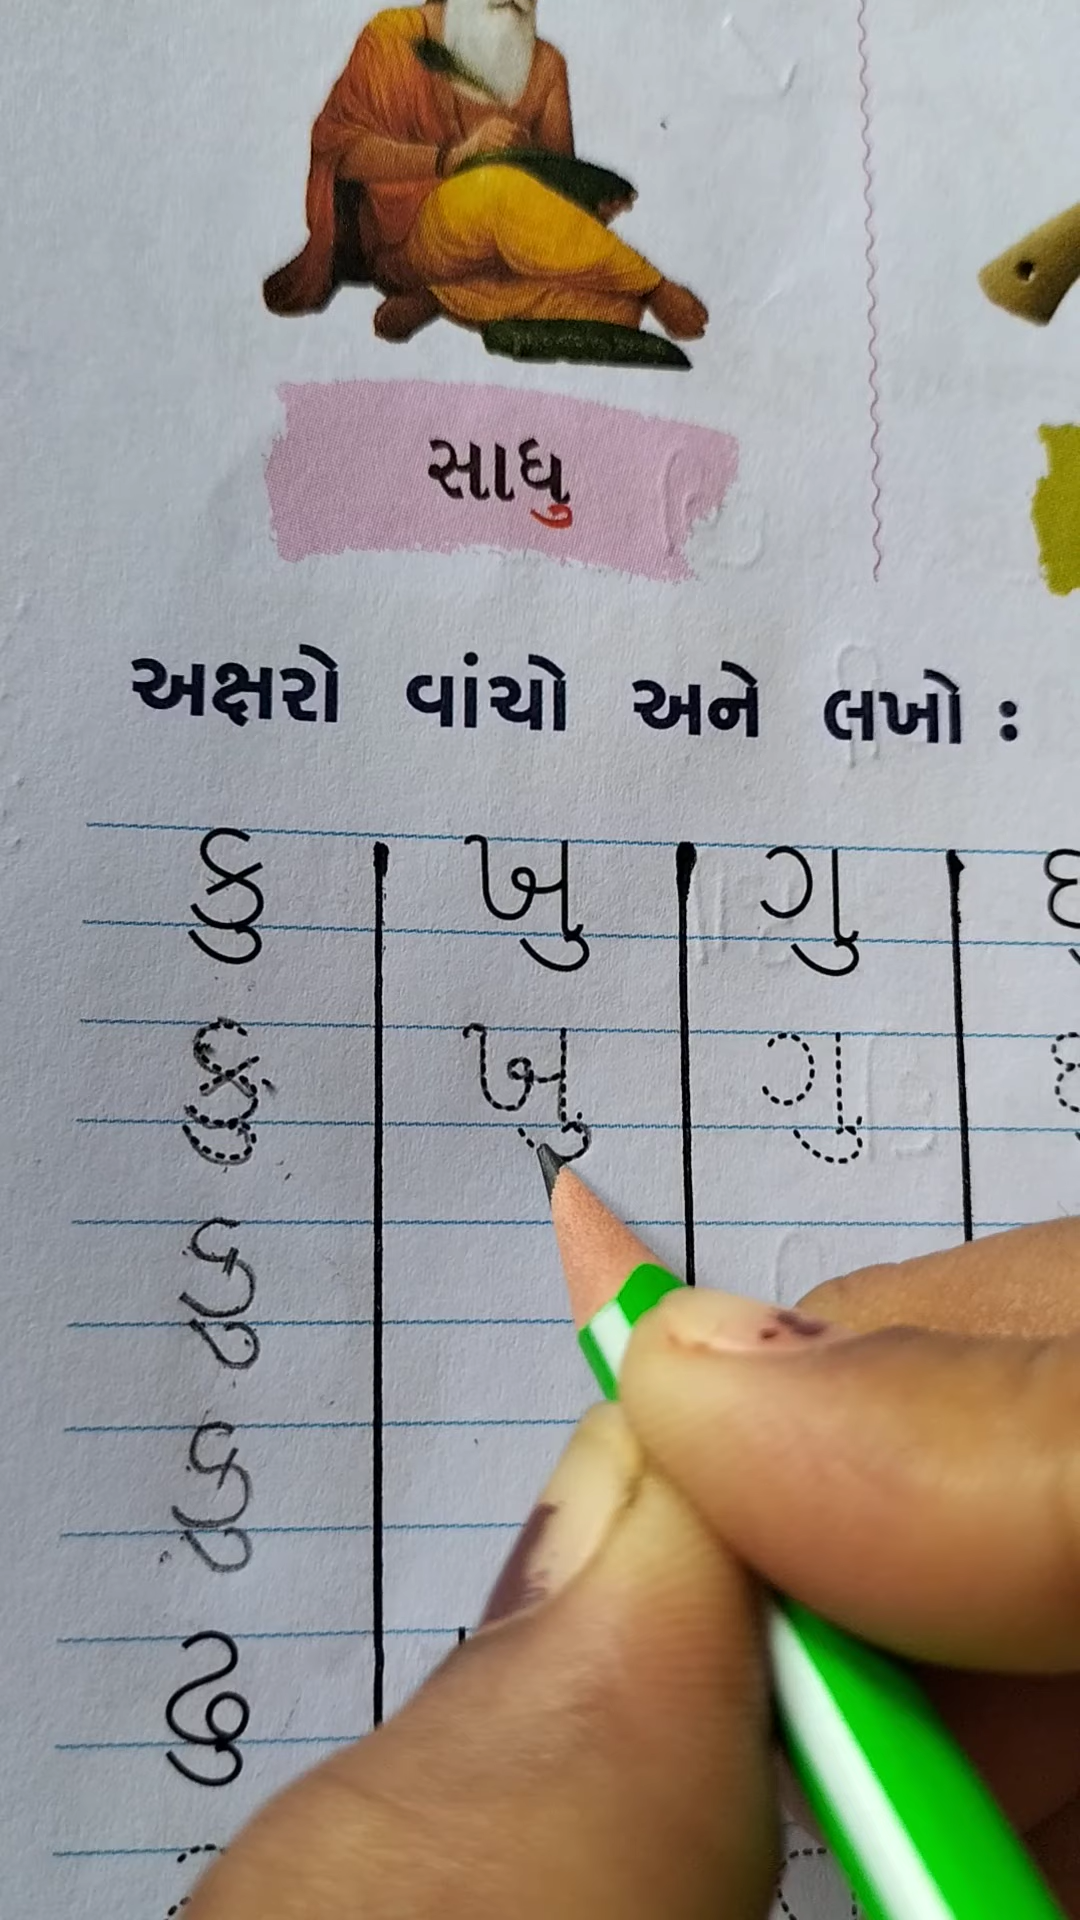 સાધુ
અક્ષરો વાંચો અને લખો :
કુ ખુ ગુ
કુ ખુ ગુ
કુ
કુ
ઢુ